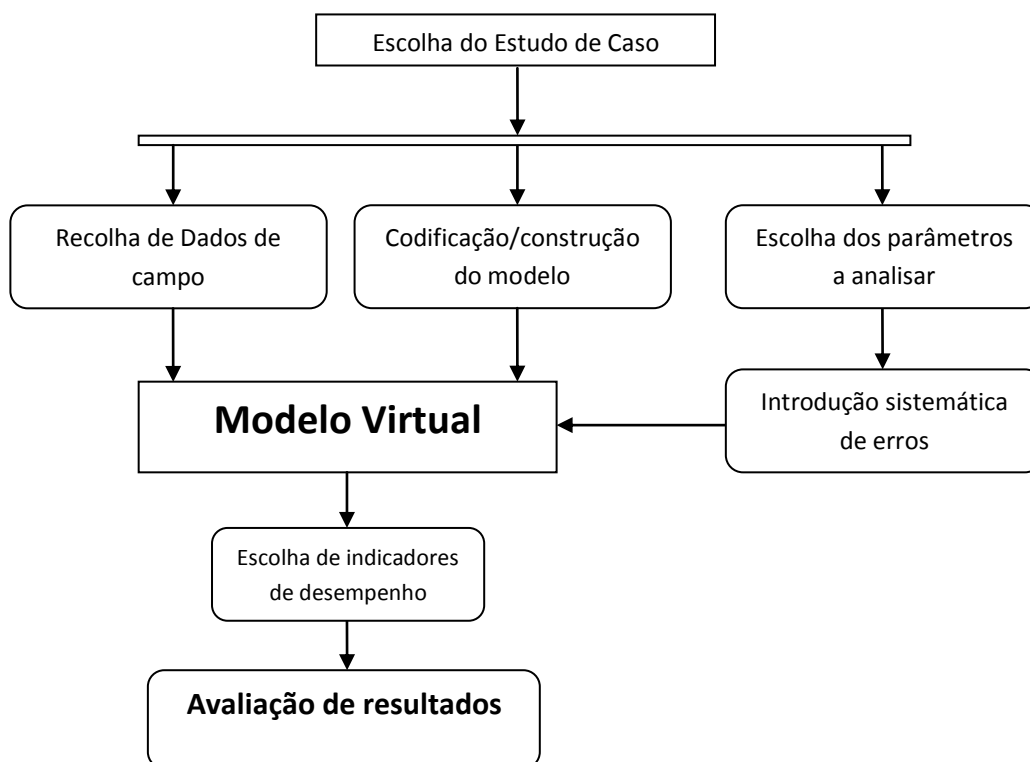 Escolha do Estudo de Caso
Recolha de Dados de
campo
Codificação/construção
do modelo
Escolha dos parâmetros
a analisar
Modelo Virtual
Introdução sistemática
de erros
Escolha de indicadores
de desempenho
Avaliação de resultados